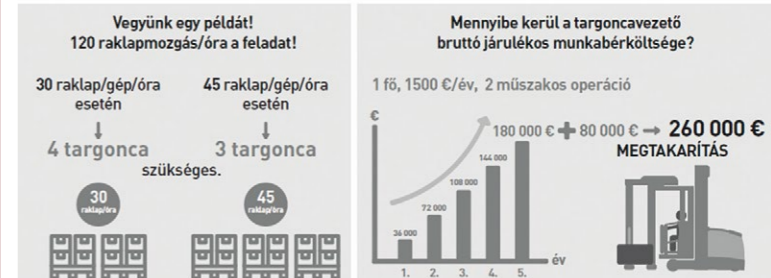 Vegyünk egy példát!
120 raklapmozgás/óra a feladat!
30 raklap/gép/óra
esetén
45 raklap/gép/óra
esetén
4 targonca
3 targonca
szükséges.
30
raklap/óra
45
raklap/óra
Mennyibe kerül a targoncavezető
bruttó járulékos munkabérköltsége?
1 fő, 1500 €/év, 2 műszakos operáció
€
180 000 € + 80 000 € → 260 000 €
MEGTAKARÍTÁS
144 000
108 000
72 000
36 000
év
1. 2. 3. 4. 5.